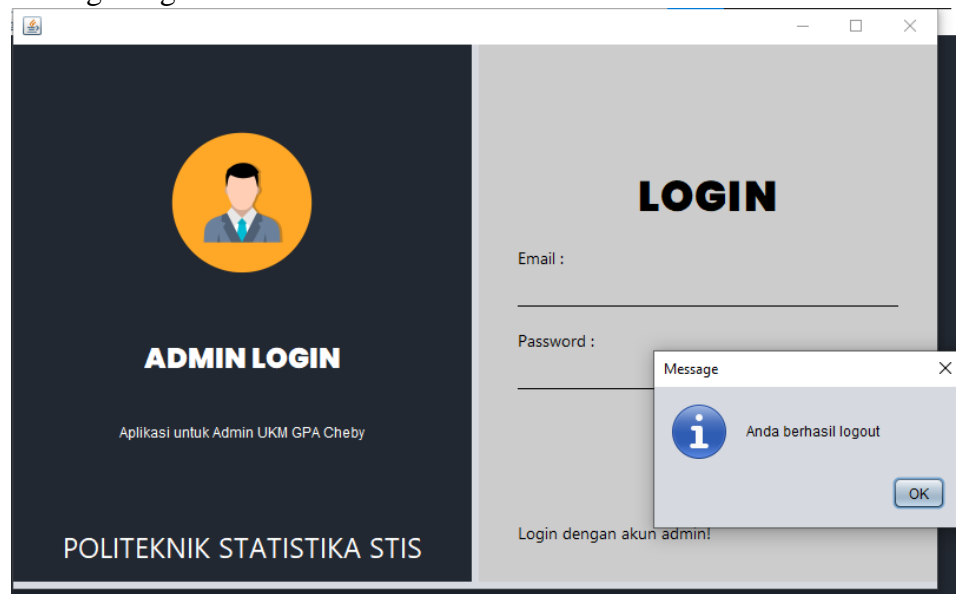 ADMIN LOGIN
Aplikasi untuk Admin UKM GPA Cheby
POLITEKNIK STATISTIKA STIS
LOGIN
Email :
Password :
Message
Anda berhasil logout
OK
Login dengan akun admin!